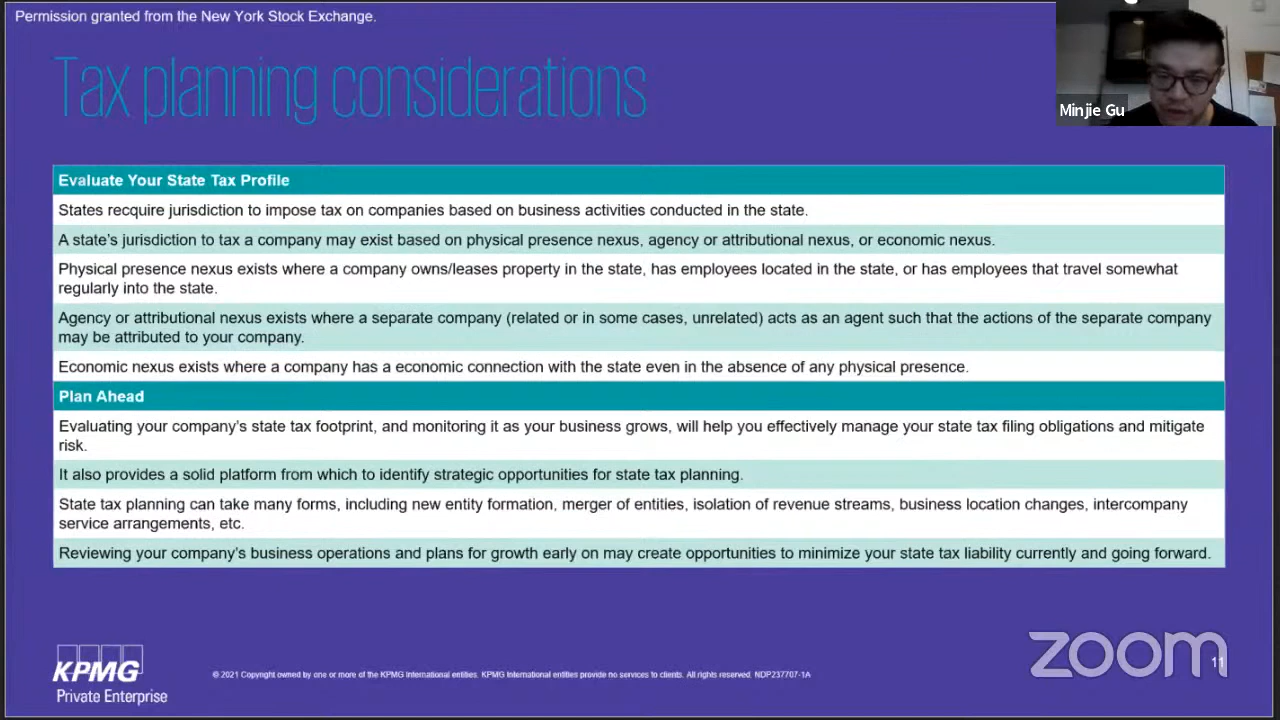 Permission granted from the New York Stock Exchange.
Tax planning considerations
Minjie Gu
Evaluate Your State Tax Profile
States recquire jurisdiction to impose tax on companies based on business activities conducted in the state.
A state's jurisdiction to tax a company may exist based on physical presence nexus, agency or attributional nexus, or economic nexus.
Physical presence nexus exists where a company owns/leases property in the state, has employees located in the state, or has employees that travel somewhat
regularly into the state.
Agency or attributional nexus exists where a separate company (related or in some cases, unrelated) acts as an agent such that the actions of the separate company
may be attributed to your company.
Economic nexus exists where a company has a economic connection with the state even in the absence of any physical presence.
Plan Ahead
Evaluating your company's state tax footprint, and monitoring it as your business grows, will help you effectively manage your state tax filing obligations and mitigate
risk.
It also provides a solid platform from which to identify strategic opportunities for state tax planning.
State tax planning can take many forms, including new entity formation, merger of entities, isolation of revenue streams, business location changes, intercompany
service arrangements, etc.
Reviewing your company's business operations and plans for growth early on may create opportunities to minimize your state tax liability currently and going forward.
KPMG
Private Enterprise
© 2021 Copyright owned by one or more of the KPMG International entities. KPMG International entities provide no services to clients. All rights reserved. NDP237707-1A
zoom
11